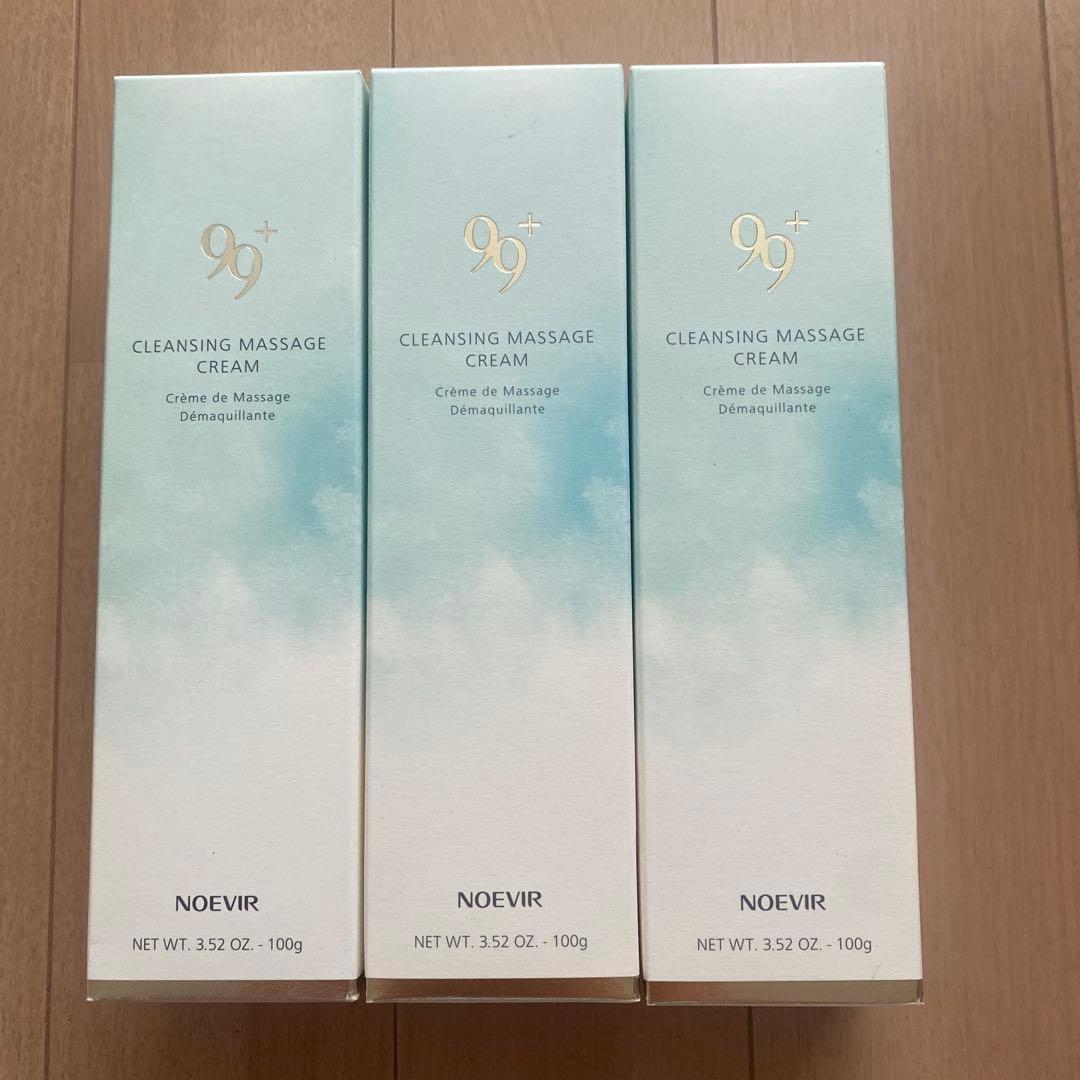 99+
CLEANSING MASSAGE
CREAM
Crème de Massage
Démaquillante
NOEVIR
NET WT. 3.52 OZ. - 100g
99+
CLEANSING MASSAGE
CREAM
Crème de Massage
Démaquillante
NOEVIR
NET WT. 3.52 OZ. - 100g
99+
CLEANSING MASSAGE
CREAM
Crème de Massage
Démaquillante
NOEVIR
NET WT. 3.52 OZ. - 100g